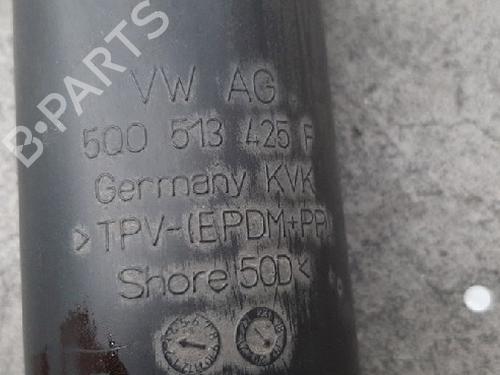 B-PARTS
VW AG
5Q0 513 425 F
Germany KVK
>TPV-(EPDM+PP)
Shore 50D<